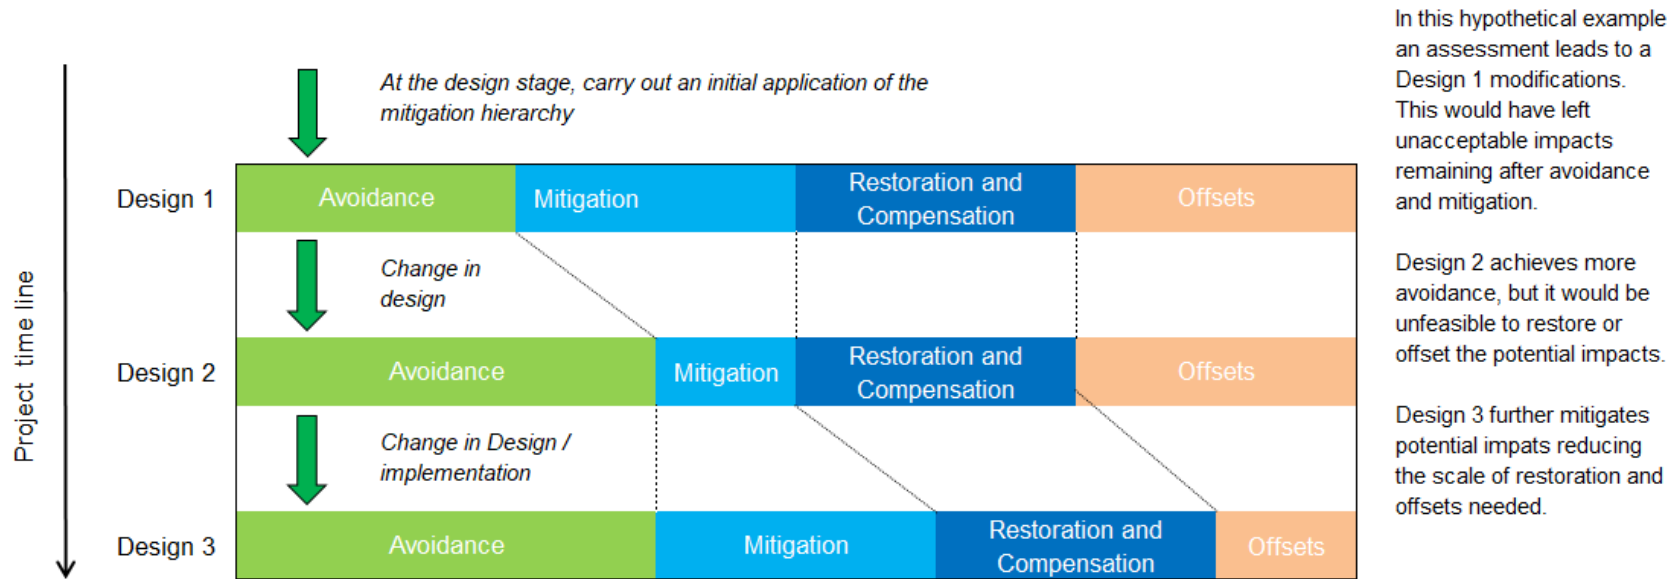 In this hypothetical example
an assessment leads to a
Design 1 modifications.
This would have left
unacceptable impacts
remaining after avoidance
and mitigation.
Design 2 achieves more
avoidance, but it would be
unfeasible to restore or
offset the potential impacts.
Design 3 further mitigates
potential impats reducing
the scale of restoration and
offsets needed.
Project time line
At the design stage, carry out an initial application of the
mitigation hierarchy
Design 1
Avoidance
Mitigation
Restoration and
Compensation
Offsets
Change in
design
Design 2
Avoidance
Mitigation
Restoration and
Compensation
Offsets
Change in Design /
implementation
Design 3
Avoidance
Mitigation
Restoration and
Compensation
Offsets